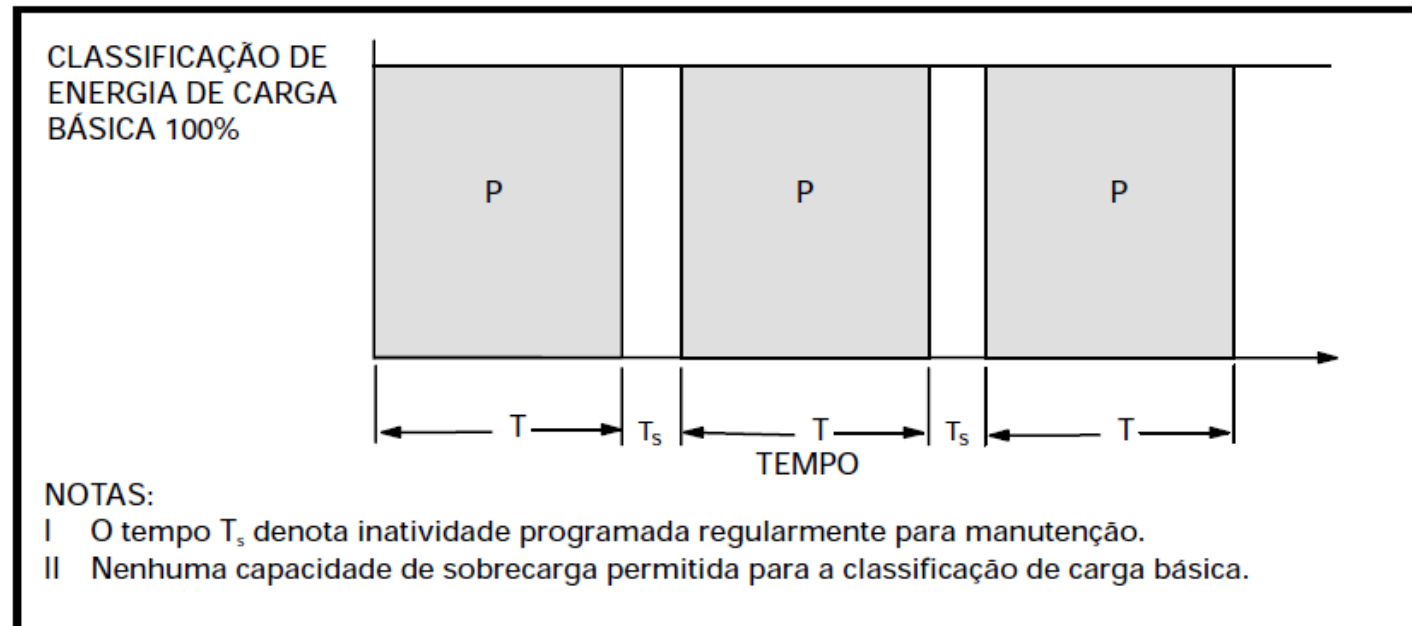 CLASSIFICAÇÃO DE
ENERGIA DE CARGA
BÁSICA 100%
P P P
T Ts T Ts T
TEMPO
NOTAS:
I O tempo Ts denota inatividade programada regularmente para manutenção.
II Nenhuma capacidade de sobrecarga permitida para a classificação de carga básica.